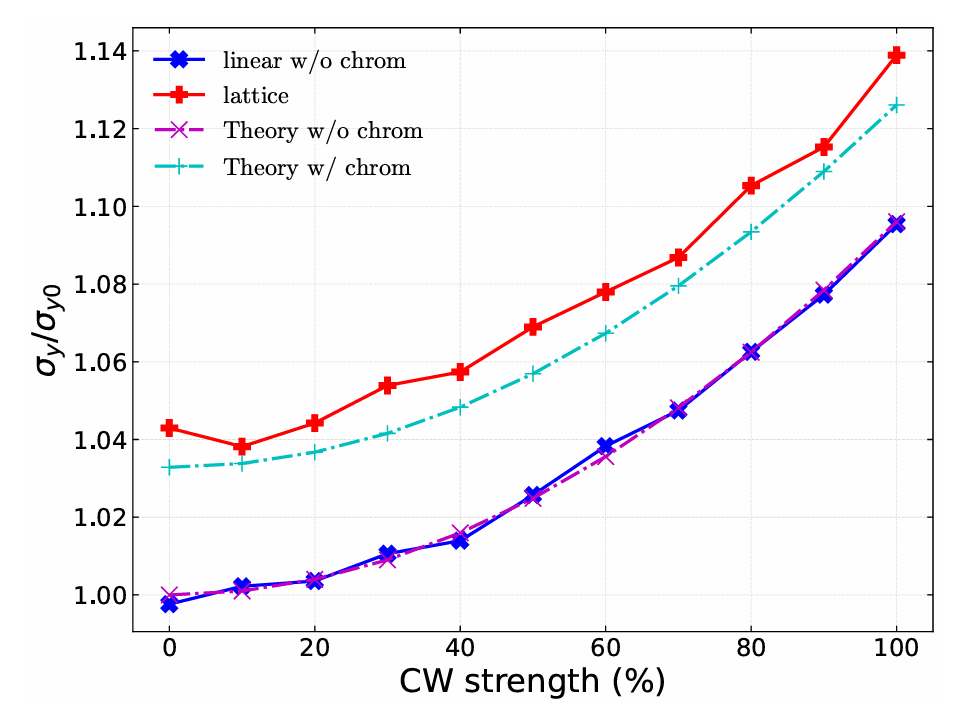 linear w/o chrom
lattice
Theory w/o chrom
Theory w/ chrom
1.14
1.12
1.10
1.08
1.06
1.04
1.02
1.00
σy/σy0
0 20 40 60 80 100
CW strength (%)